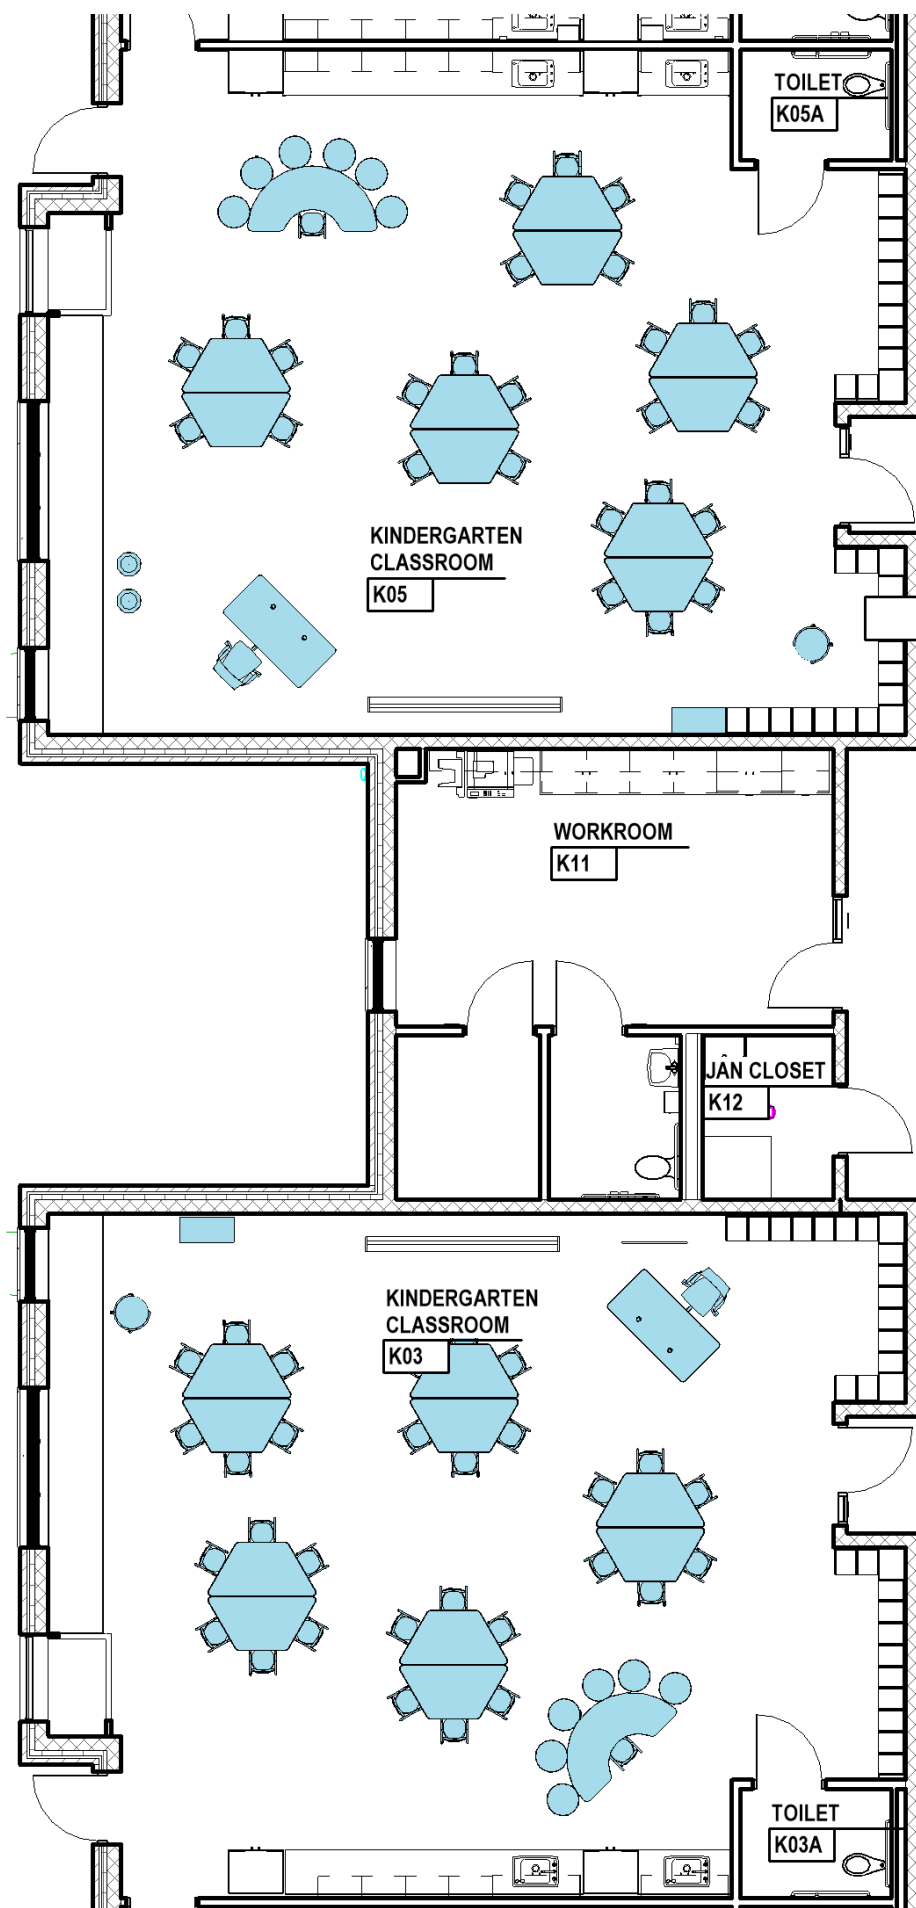 TOILET
K05A
KINDERGARTEN
CLASSROOM
K05
WORKROOM
K11
JAN CLOSET
K12
KINDERGARTEN
CLASSROOM
K03
TOILET
K03A